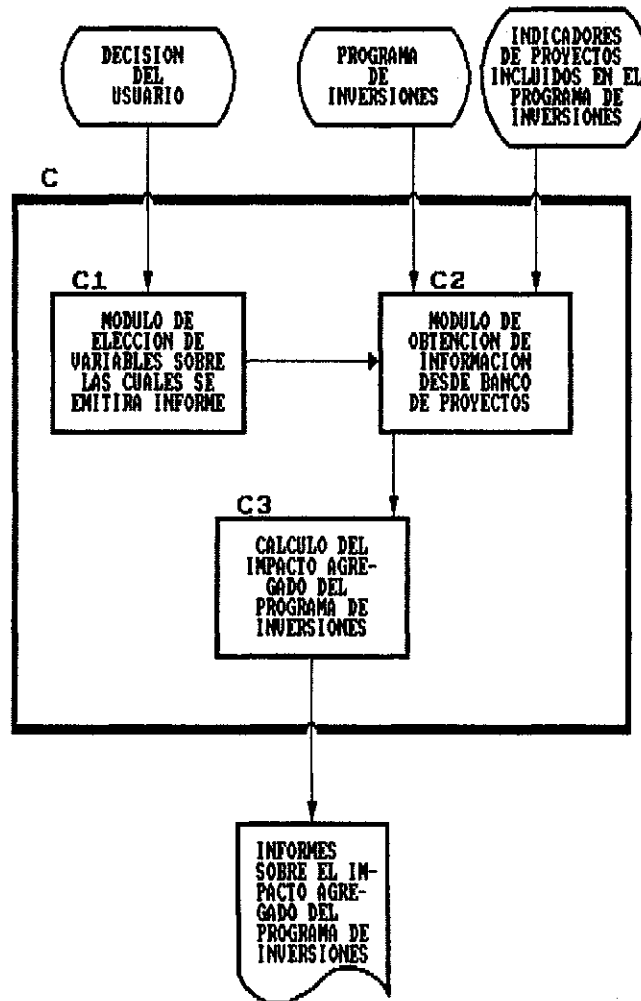 DECISION
DEL
USUARIO
PROGRAMA
DE
INVERSIONES
INDICADORES
DE PROYECTOS
INCLUIDOS EN EL
PROGRAMA DE
INVERSIONES
C
C1
MODULO DE
ELECCION DE
VARIABLES SOBRE
LAS CUALES SE
EMITIRA INFORME
C2
MODULO DE
OBTENCION DE
INFORMACION
DESDE BANCO
DE PROYECTOS
C3
CALCULO DEL
IMPACTO AGRE-
GADO DEL
PROGRAMA DE
INVERSIONES
INFORMES
SOBRE EL IM-
PACTO AGRE-
GADO DEL
PROGRAMA DE
INVERSIONES